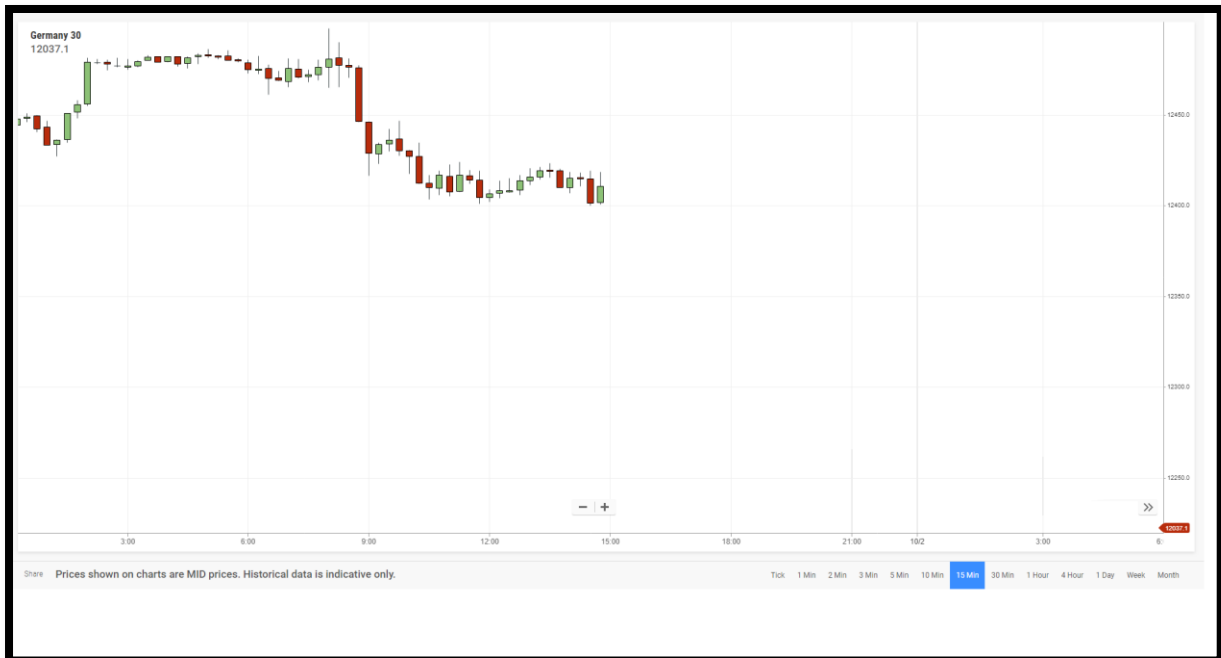 Germany 30
12037.1
12450.0
12400.0
12350.0
12300.0
12250.0
12037.1
3:00 6:00 9:00 12:00 15:00 18:00 21:00 10/2 3:00 6:
Share Prices shown on charts are MID prices. Historical data is indicative only. Tick 1 Min 2 Min 3 Min 5 Min 10 Min 15 Min 30 Min 1 Hour 4 Hour 1 Day Week Month